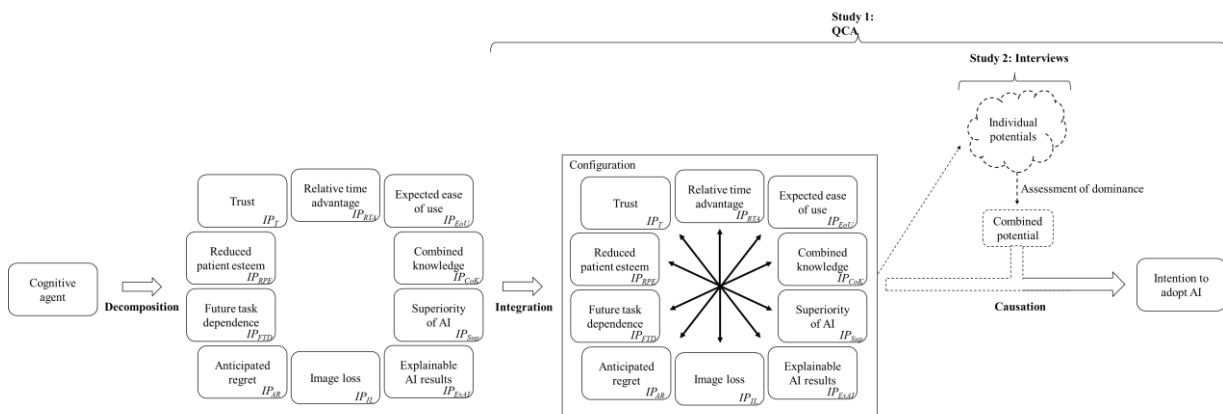 Study 1:
QCA
Study 2: Interviews
Individual
potentials
Assessment of dominance
Combined
potential
Cognitive
agent
Decomposition
Trust
IP_T
Relative time
advantage
IP_RTA
Expected ease
of use
IP_EoU
Reduced
patient esteem
IP_RPE
Combined
knowledge
IP_CoK
Future task
dependence
IP_FTD
Superiority
of AI
IP_Sup
Anticipated
regret
IP_AR
Image loss
IP_IL
Explainable
AI results
IP_ExAI
Integration
Configuration
Trust
IP_T
Relative time
advantage
IP_RTA
Expected ease
of use
IP_EoU
Reduced
patient esteem
IP_RPE
Combined
knowledge
IP_CoK
Future task
dependence
IP_FTD
Superiority
of AI
IP_Sup
Anticipated
regret
IP_AR
Image loss
IP_IL
Explainable
AI results
IP_ExAI
Causation
Intention to
adopt AI